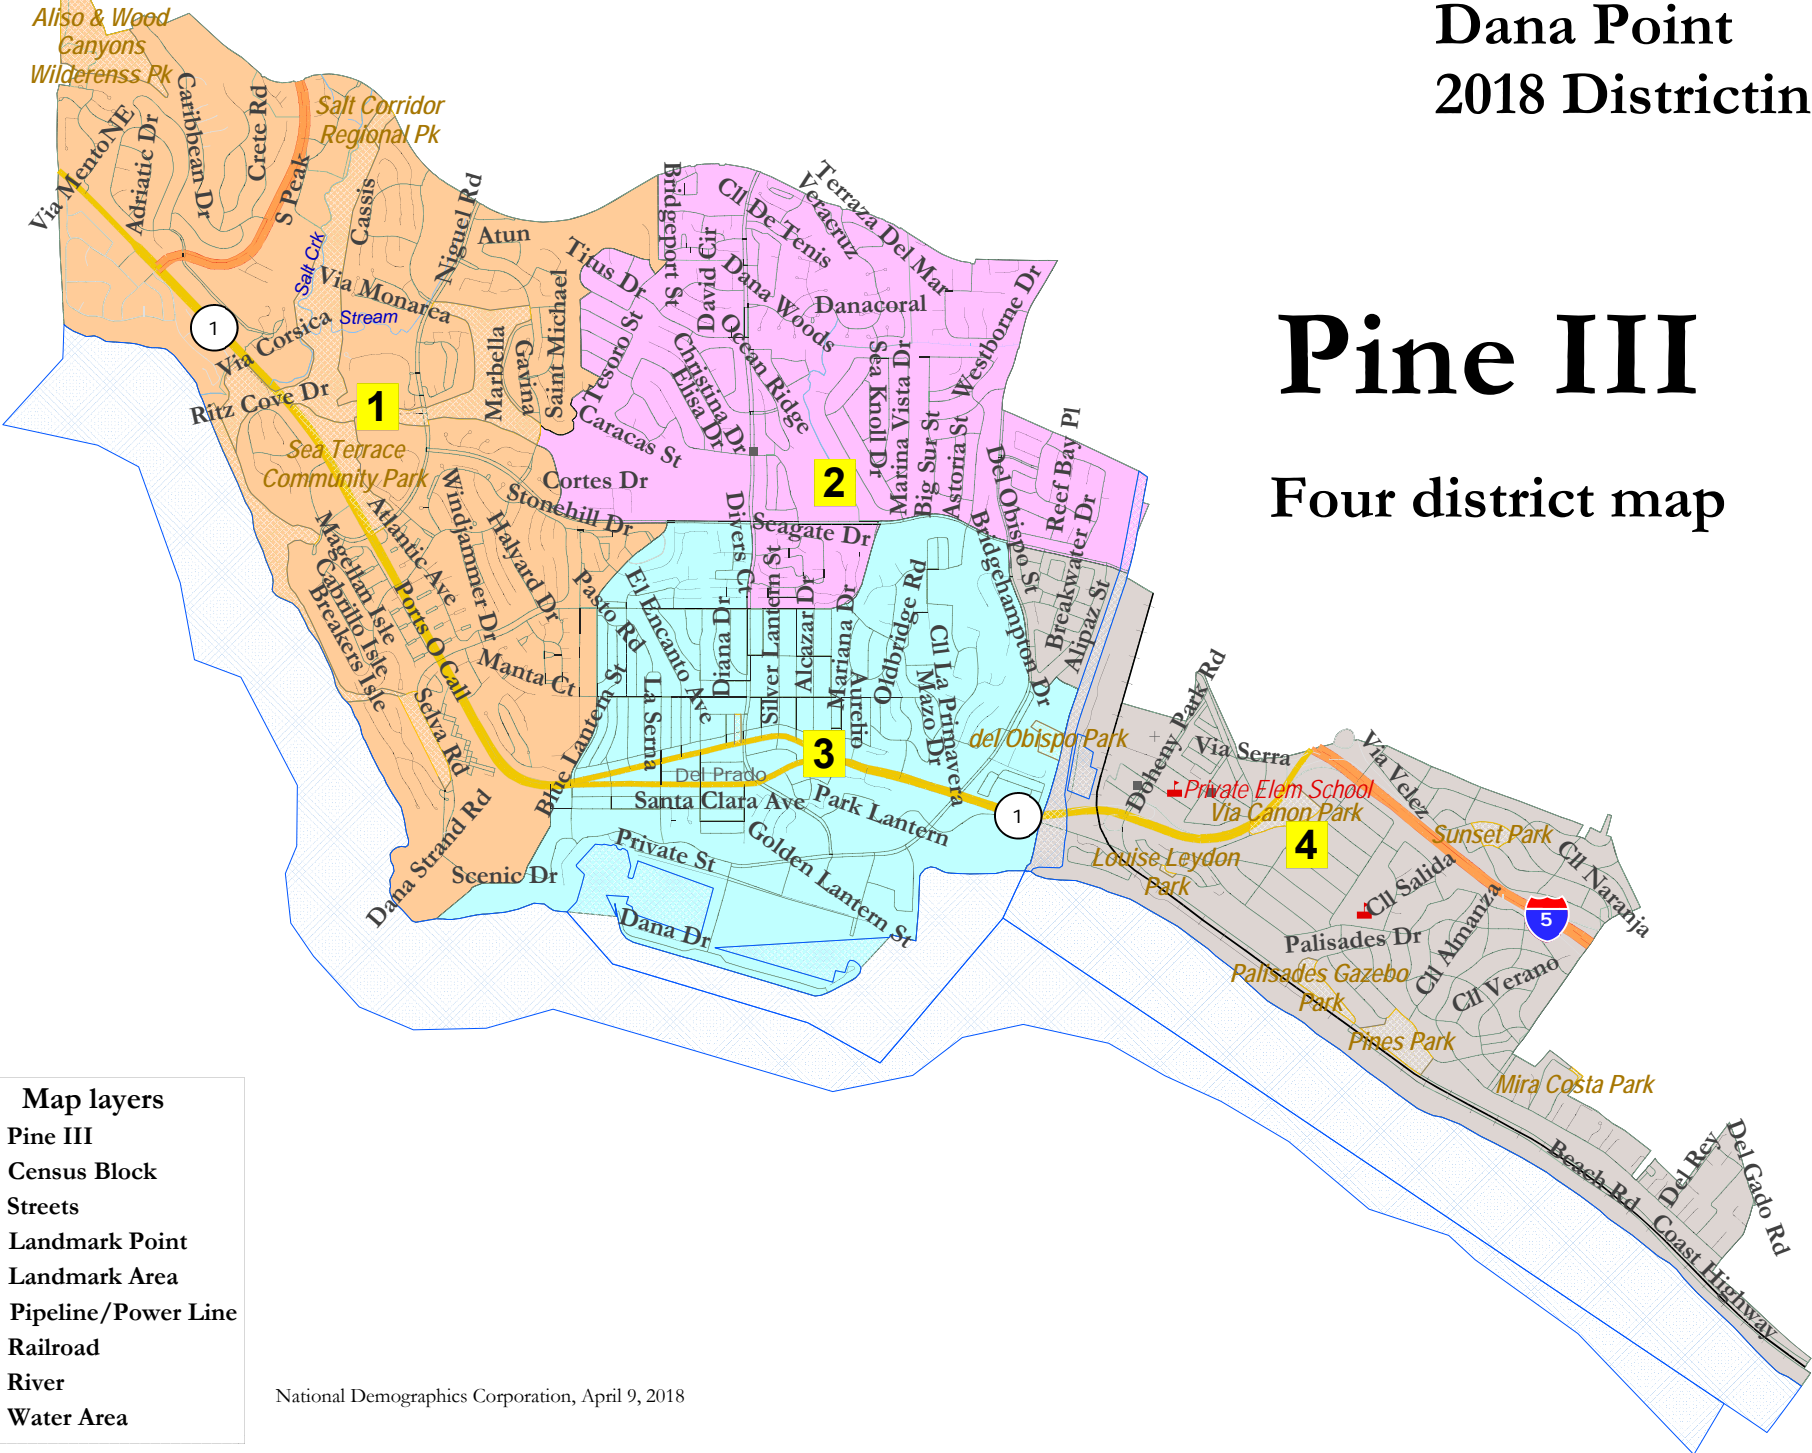 Dana Point
2018 Districtin
Pine III
Four district map
Aliso & Wood
Canyons
Wilderenss Pk
Salt Corridor
Regional Pk
Via MentoNE
Adriatic Dr
Caribbean Dr
Crete Rd
S Peak
Cassis
Niguel Rd
Atun
Salt Crk
Via Monarca
Stream
Via Corsica
1
Ritz Cove Dr
1
Sea Terrace
Community Park
Marbella
Gavina
Saint Michael
Titus Dr
Bridgeport St
David Cir
Cll De Tenis
Veracruz
Terraza Del Mar
Dana Woods
Danacoral
Ocean Ridge
Westborne Dr
Tesoro St
Christina Dr
Elisa Dr
Caracas St
Sea Knoll Dr
Marina Vista Dr
Big Sur St
Astoria St
2
Cortes Dr
Stonehill Dr
Divers Ct
Seagate Dr
Del Obispo St
Reef Bay Pl
Breakwater Dr
Bridgehampton Dr
Alipaz St
Windjammer Dr
Halyard Dr
Atlantic Ave
Magellan Isle
Cabrillo Isle
Breakers Isle
Ports O Call
Pasto Rd
El Encanto Ave
Diana Dr
Silver Lantern St
Alcazar Dr
Mariana Dr
Aurelio
Oldbridge Rd
Cll La Primavera
Mazo Dr
Manta Ct
Selva Rd
Blue Lantern St
La Serna
3
Del Prado
Santa Clara Ave
Park Lantern
del Obispo Park
1
Dana Strand Rd
Scenic Dr
Private St
Golden Lantern St
Dana Dr
Doheny Park Rd
Via Serra
Via Velez
Private Elem School
Via Canon Park
4
Sunset Park
Louise Leydon
Park
Cll Salida
Cll Naranja
5
Palisades Dr
Cll Almanza
Cll Verano
Palisades Gazebo
Park
Pines Park
Mira Costa Park
Beach Rd
Del Rey
Del Gado Rd
Coast Highway
Map layers
Pine III
Census Block
Streets
Landmark Point
Landmark Area
Pipeline/Power Line
Railroad
River
Water Area
National Demographics Corporation, April 9, 2018